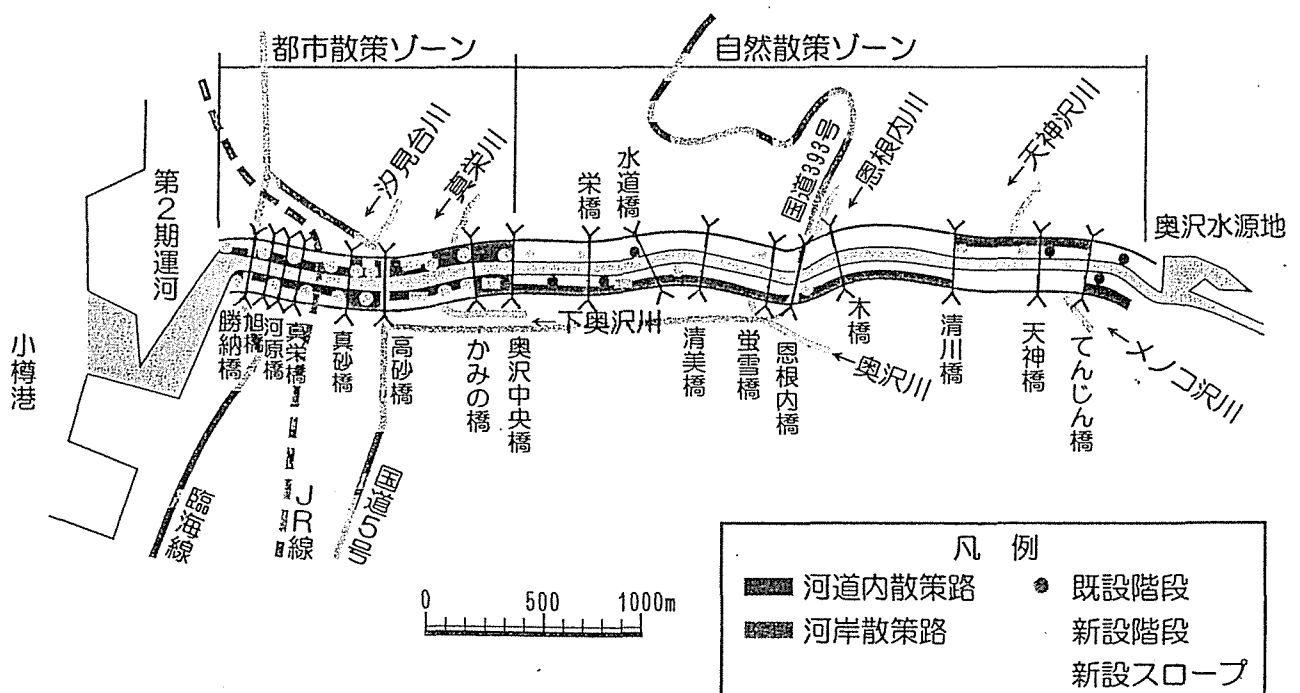 都市散策ゾーン
自然散策ゾーン
←汐見台川
←真栄川
栄橋
水道橋
国道393号
←恩根内川
←天神沢川
奥沢水源地
第2期運河
小樽港
勝納橋
旭橋
河原橋
真栄橋
真砂橋
高砂橋
かみの橋
奥沢中央橋
←下奥沢川
清美橋
蛍雪橋
恩根内橋
←奥沢川
木橋
清川橋
天神橋
てんじん橋
←メノコ沢川
臨海線
JR線
国道5号
0 500 1000m
凡例
河道内散策路
既設階段
河岸散策路
新設階段
新設スロープ